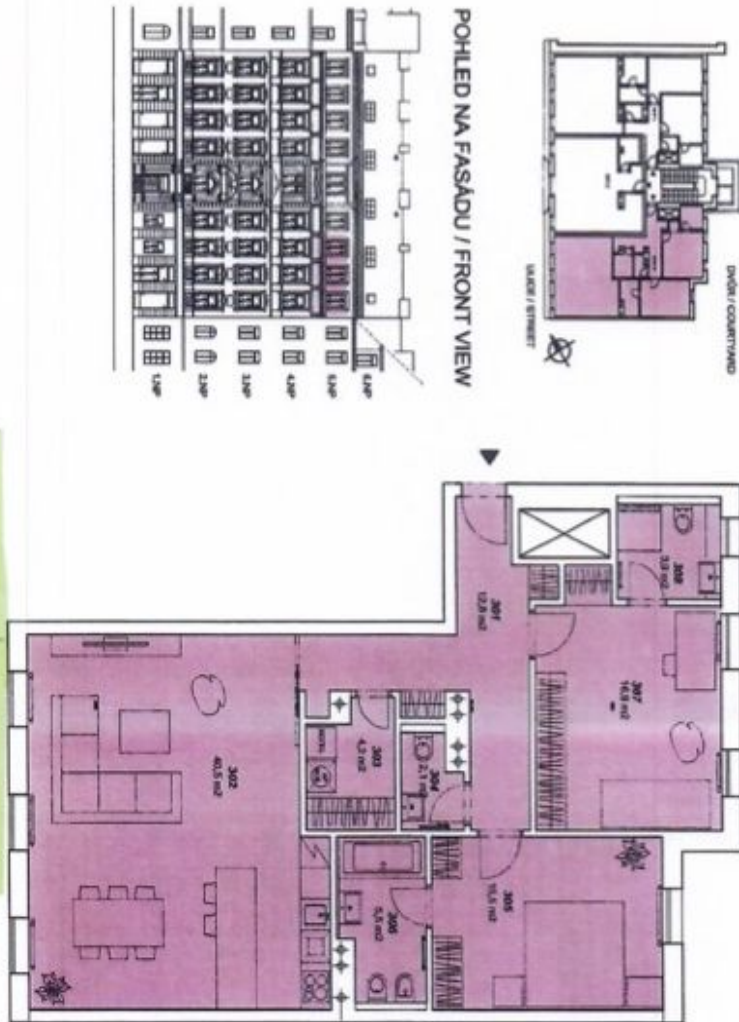 POHLED NA FASÁDU / FRONT VIEW
1.NP
2.NP
3.NP
4.NP
5.NP
6.NP
DVŮR / COURTYARD
ULICE / STREET
301
12,8 m2
302
40,5 m2
303
4,2 m2
304
2,1 m2
305
15,5 m2
306
5,5 m2
307
16,9 m2
308
3,9 m2